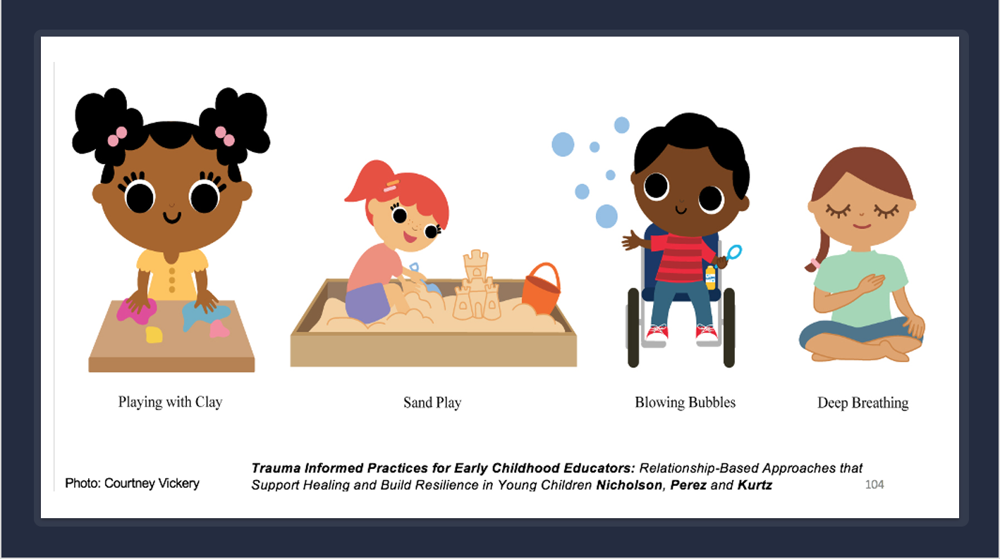 Playing with Clay
Sand Play
Blowing Bubbles
Deep Breathing
Photo: Courtney Vickery
Trauma Informed Practices for Early Childhood Educators: Relationship-Based Approaches that
Support Healing and Build Resilience in Young Children Nicholson, Perez and Kurtz
104